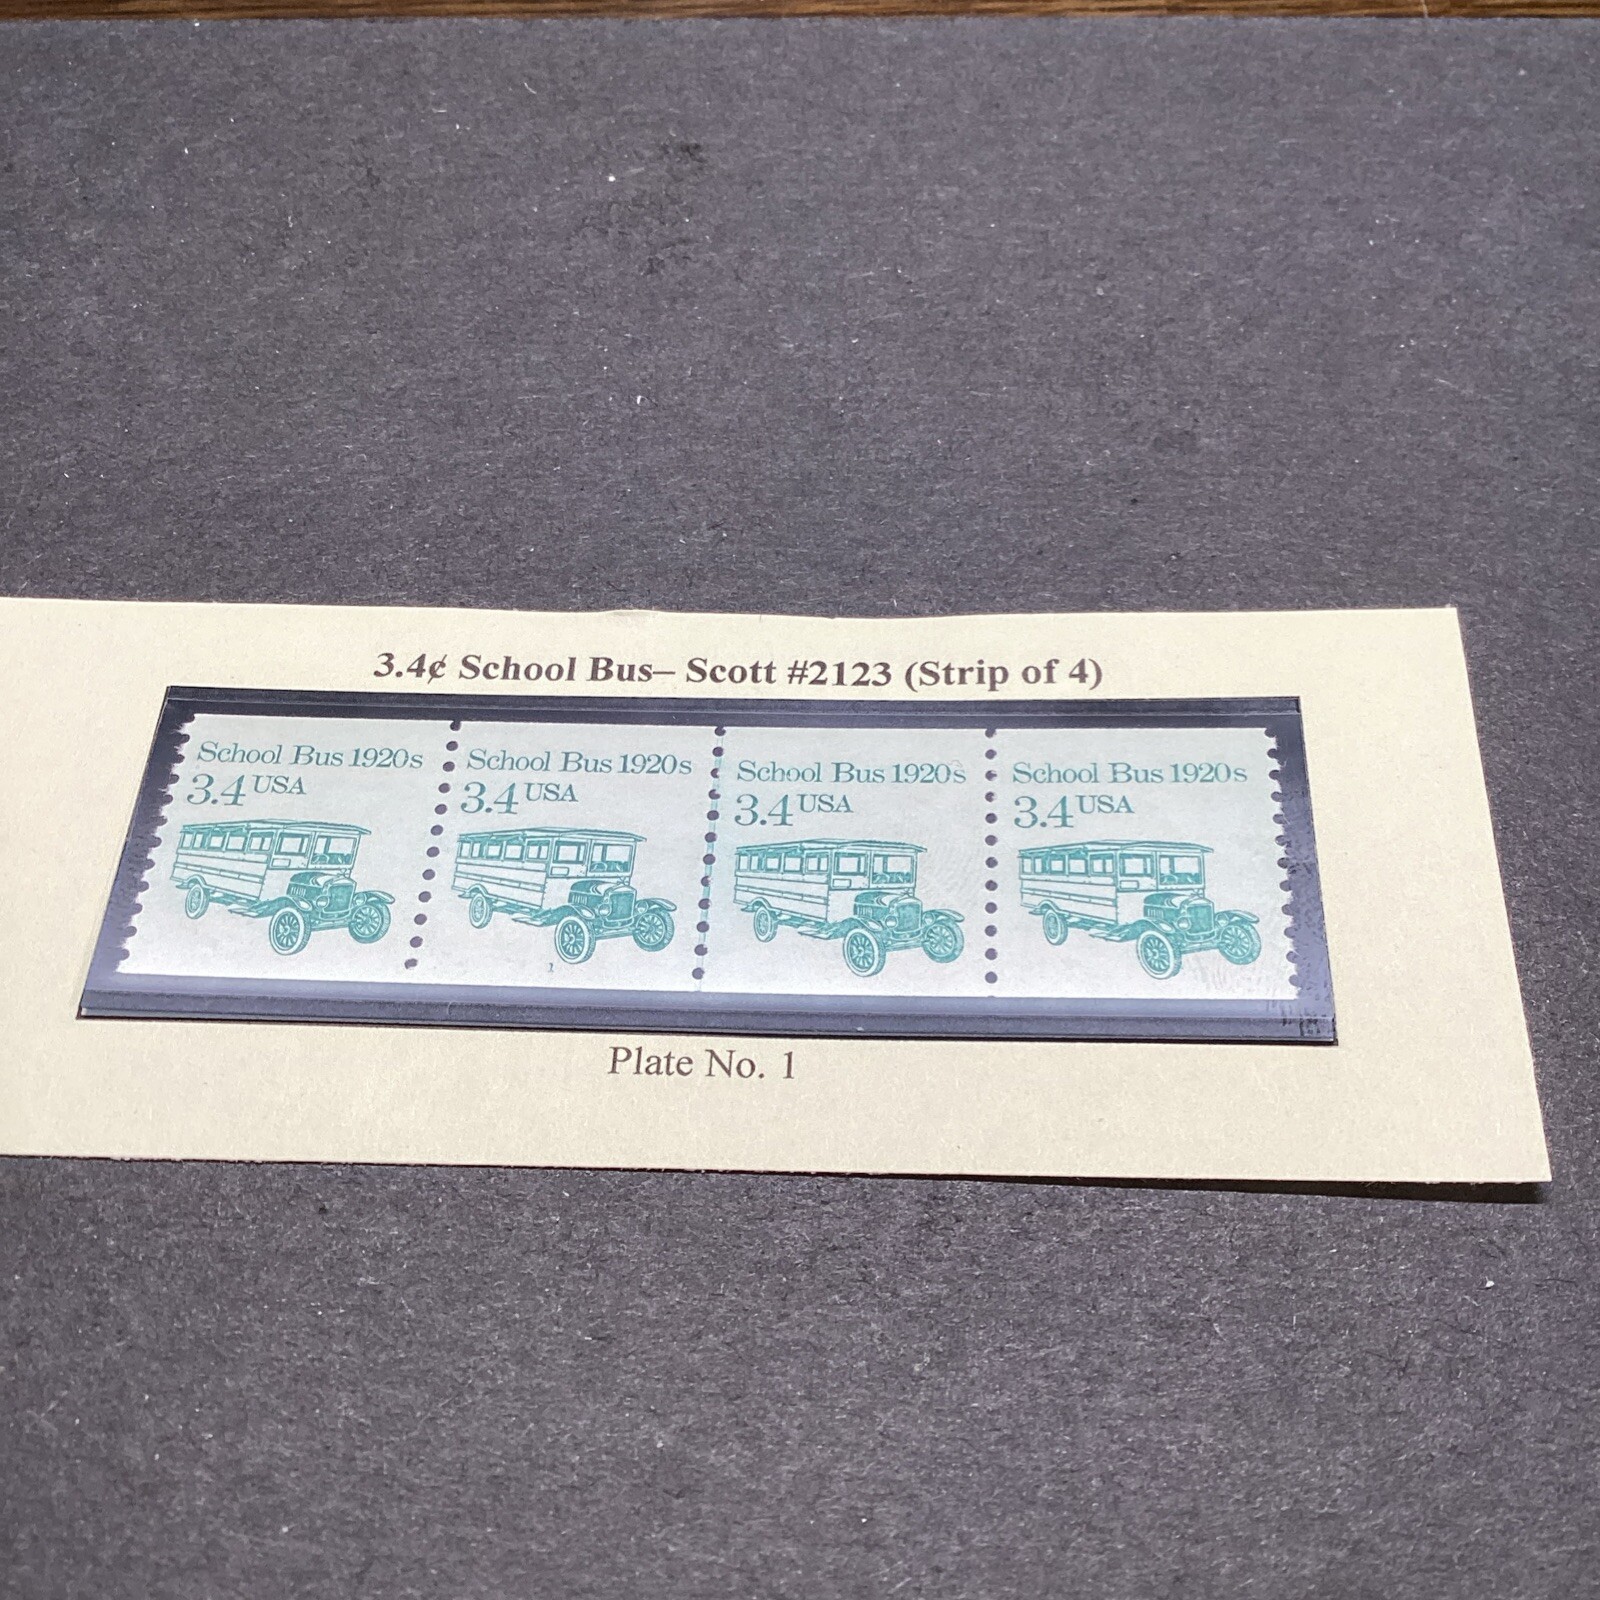 3.4¢ School Bus– Scott #2123 (Strip of 4)
School Bus 1920s
3.4 USA
School Bus 1920s
3.4 USA
1
School Bus 1920s
3.4 USA
School Bus 1920s
3.4 USA
Plate No. 1